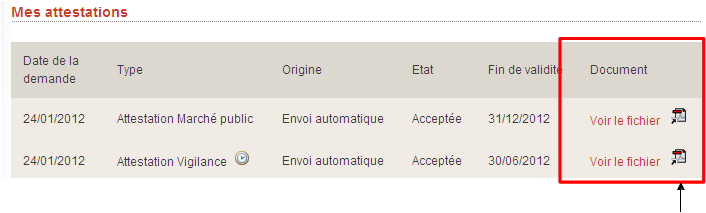 Mes attestations
Date de la demande Type Origine Etat Fin de validité Document
24/01/2012 Attestation Marché public Envoi automatique Acceptée 31/12/2012 Voir le fichier
24/01/2012 Attestation Vigilance Envoi automatique Acceptée 30/06/2012 Voir le fichier